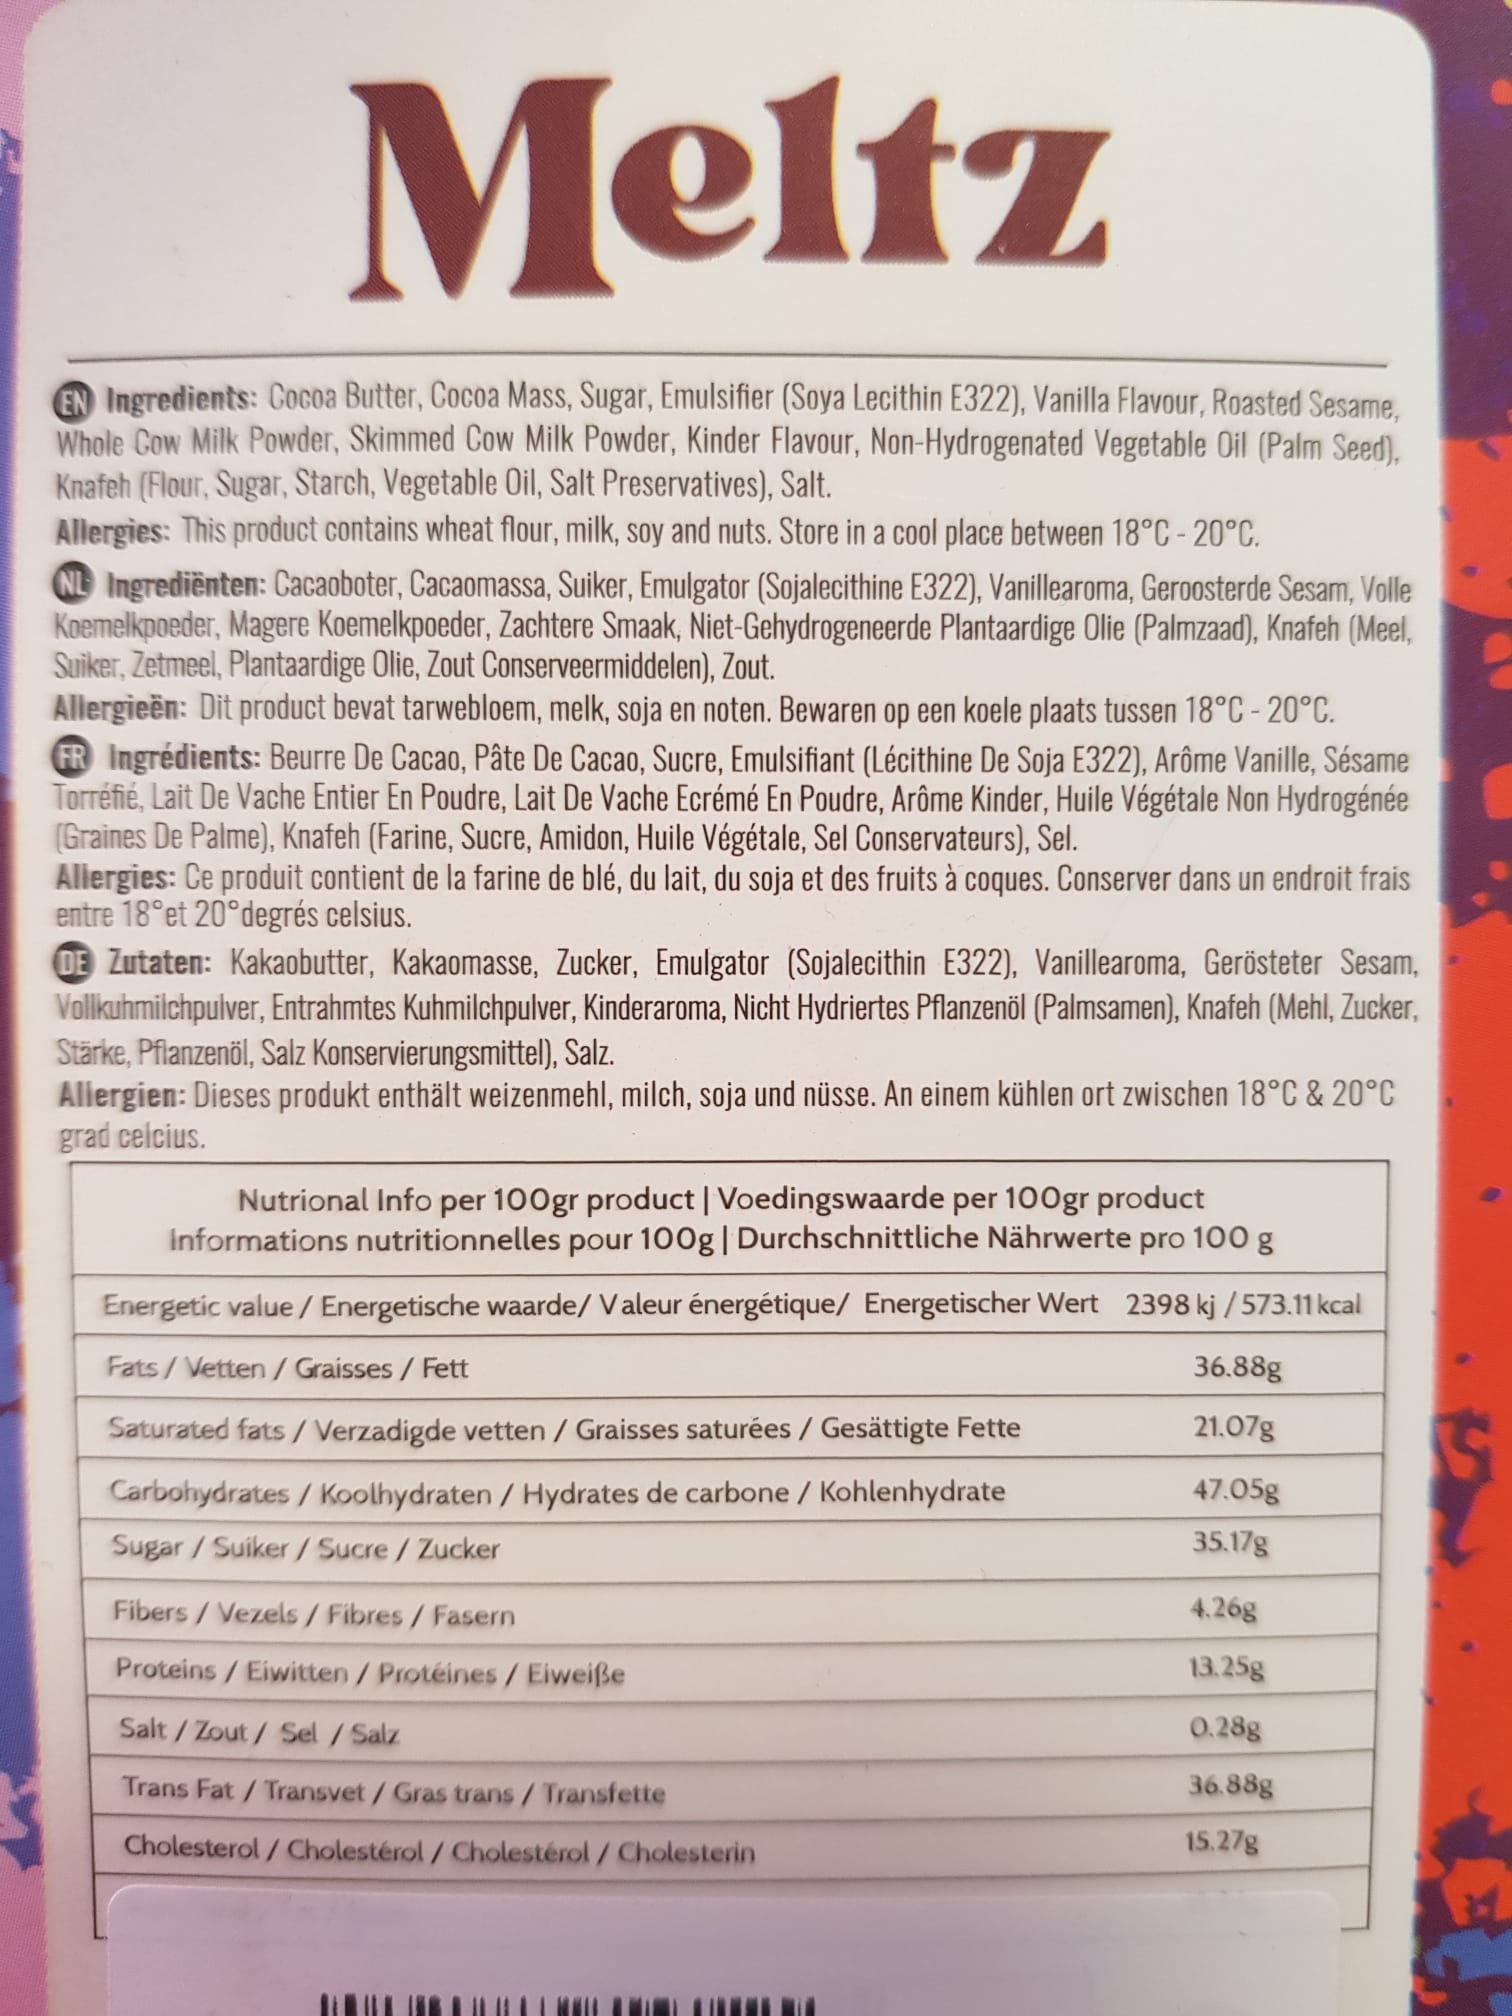 Meltz
EN Ingredients: Cocoa Butter, Cocoa Mass, Sugar, Emulsifier (Soya Lecithin E322), Vanilla Flavour, Roasted Sesame,
Whole Cow Milk Powder, Skimmed Cow Milk Powder, Kinder Flavour, Non-Hydrogenated Vegetable Oil (Palm Seed),
Knafeh (Flour, Sugar, Starch, Vegetable Oil, Salt Preservatives), Salt.
Allergies: This product contains wheat flour, milk, soy and nuts. Store in a cool place between 18°C - 20°C.
NL Ingrediënten: Cacaoboter, Cacaomassa, Suiker, Emulgator (Sojalecithine E322), Vanillearoma, Geroosterde Sesam, Volle
Koemelkpoeder, Magere Koemelkpoeder, Zachtere Smaak, Niet-Gehydrogeneerde Plantaardige Olie (Palmzaad), Knafeh (Meel,
Suiker, Zetmeel, Plantaardige Olie, Zout Conserveermiddelen), Zout.
Allergieën: Dit product bevat tarwebloem, melk, soja en noten. Bewaren op een koele plaats tussen 18°C - 20°C.
FR Ingrédients: Beurre De Cacao, Pâte De Cacao, Sucre, Emulsifiant (Lécithine De Soja E322), Arôme Vanille, Sésame
Torréfié, Lait De Vache Entier En Poudre, Lait De Vache Ecrémé En Poudre, Arôme Kinder, Huile Végétale Non Hydrogénée
(Graines De Palme), Knafeh (Farine, Sucre, Amidon, Huile Végétale, Sel Conservateurs), Sel.
Allergies: Ce produit contient de la farine de blé, du lait, du soja et des fruits à coques. Conserver dans un endroit frais
entre 18°et 20°degrés celsius.
DE Zutaten: Kakaobutter, Kakaomasse, Zucker, Emulgator (Sojalecithin E322), Vanillearoma, Gerösteter Sesam,
Vollkuhmilchpulver, Entrahmtes Kuhmilchpulver, Kinderaroma, Nicht Hydriertes Pflanzenöl (Palmsamen), Knafeh (Mehl, Zucker,
Stärke, Pflanzenöl, Salz Konservierungsmittel), Salz.
Allergien: Dieses produkt enthält weizenmehl, milch, soja und nüsse. An einem kühlen ort zwischen 18°C & 20°C
grad celcius.
Nutrional Info per 100gr product | Voedingswaarde per 100gr product
Informations nutritionnelles pour 100g | Durchschnittliche Nährwerte pro 100 g
Energetic value / Energetische waarde/ Valeur énergétique/ Energetischer Wert 2398 kj / 573.11 kcal
Fats / Vetten / Graisses / Fett 36.88g
Saturated fats / Verzadigde vetten / Graisses saturées / Gesättigte Fette 21.07g
Carbohydrates / Koolhydraten / Hydrates de carbone / Kohlenhydrate 47.05g
Sugar / Suiker / Sucre / Zucker 35.17g
Fibers / Vezels / Fibres / Fasern 4.26g
Proteins / Eiwitten / Protéines / Eiweiße 13.25g
Salt / Zout / Sel / Salz 0.28g
Trans Fat / Transvet / Gras trans / Transfette 36.88g
Cholesterol / Cholestérol / Cholestérol / Cholesterin 15.27g